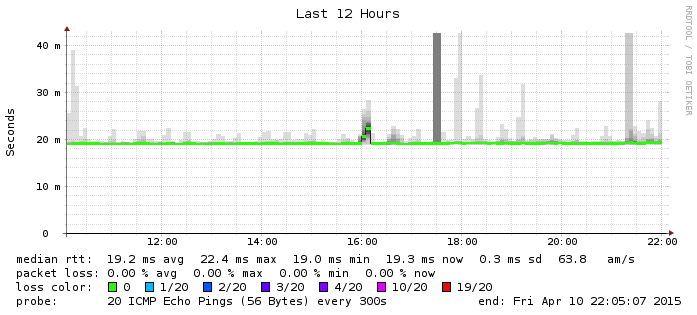 Last 12 Hours
RRDTOOL / TOBI OETIKER
Seconds
40 m
30 m
20 m
10 m
0
12:00 14:00 16:00 18:00 20:00 22:00
median rtt: 19.2 ms avg 22.4 ms max 19.0 ms min 19.3 ms now 0.3 ms sd 63.8 am/s
packet loss: 0.00 % avg 0.00 % max 0.00 % min 0.00 % now
loss color: 0 1/20 2/20 3/20 4/20 10/20 19/20
probe: 20 ICMP Echo Pings (56 Bytes) every 300s end: Fri Apr 10 22:05:07 2015